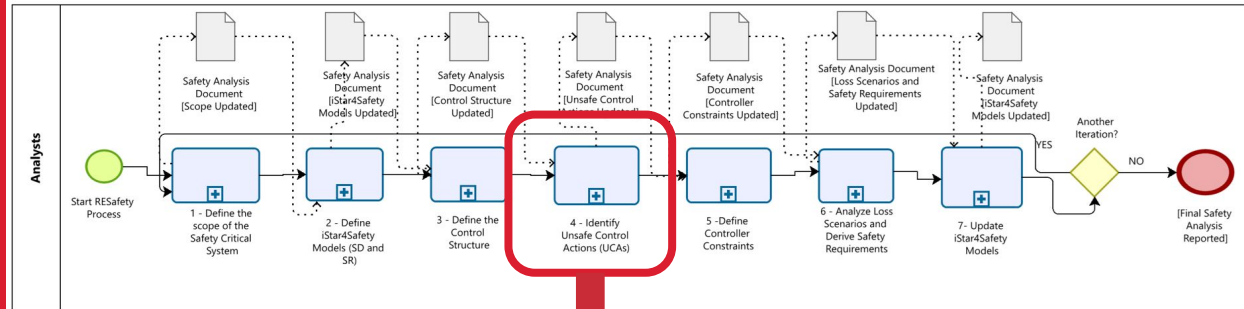 Analysts
Safety Analysis
Document
[Scope Updated]
Safety Analysis
Document
[iStar4Safety
Models Updated]
Safety Analysis
Document
[Control Structure
Updated]
Safety Analysis
Document
[Unsafe Control
Actions Updated]
Safety Analysis
Document
[Controller
Constraints Updated]
Safety Analysis Document
[Loss Scenarios and
Safety Requirements
Updated]
Safety Analysis
Document
[iStar4Safety
Models Updated]
Another
Iteration?
YES
NO
Start RESafety
Process
1 - Define the
scope of the
Safety Critical
System
2 - Define
iStar4Safety
Models (SD and
SR)
3 - Define the
Control
Structure
4 - Identify
Unsafe Control
Actions (UCAs)
5 -Define
Controller
Constraints
6 - Analyze Loss
Scenarios and
Derive Safety
Requirements
7- Update
iStar4Safety
Models
[Final Safety
Analysis
Reported]